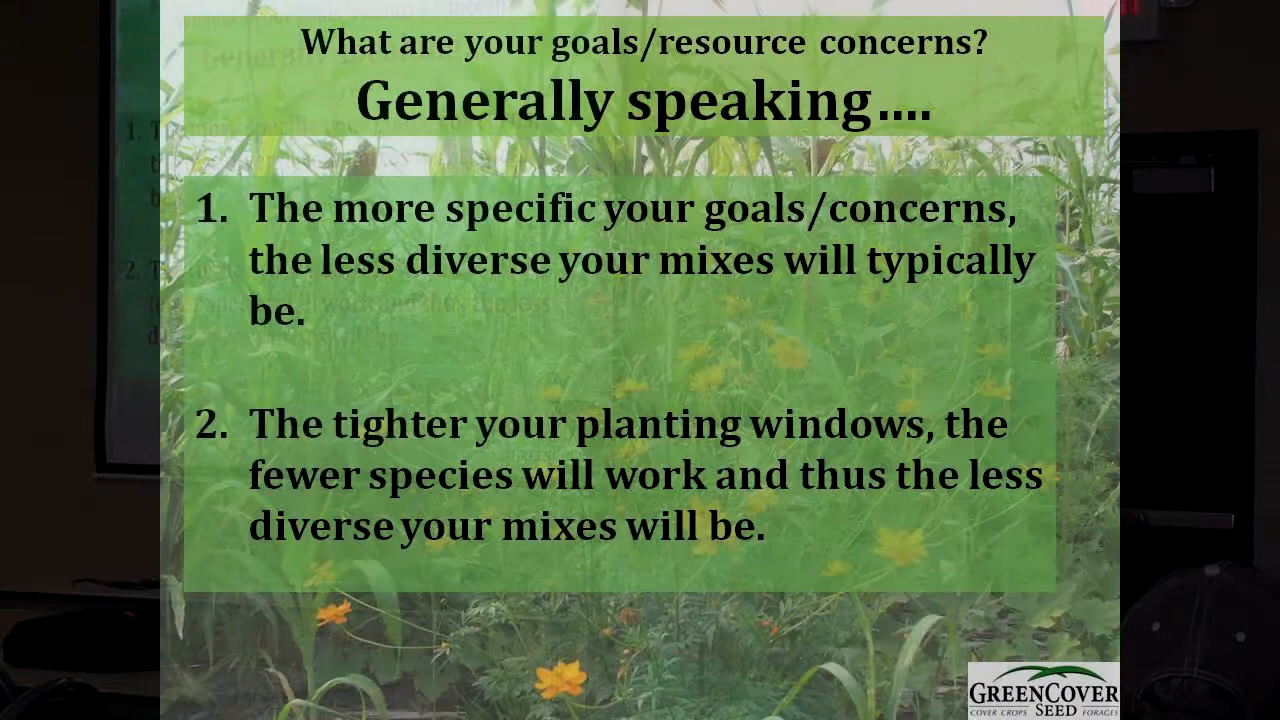 What are your goals/resource concerns?
Generally speaking....
1. The more specific your goals/concerns,
the less diverse your mixes will typically
be.
2. The tighter your planting windows, the
fewer species will work and thus the less
diverse your mixes will be.
GREENCOVER
COVER CROPS SEED FORAGES